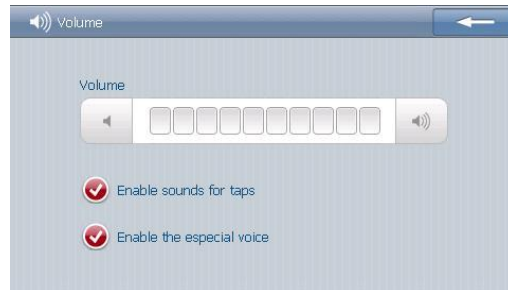 Volume
Volume
Enable sounds for taps
Enable the especial voice